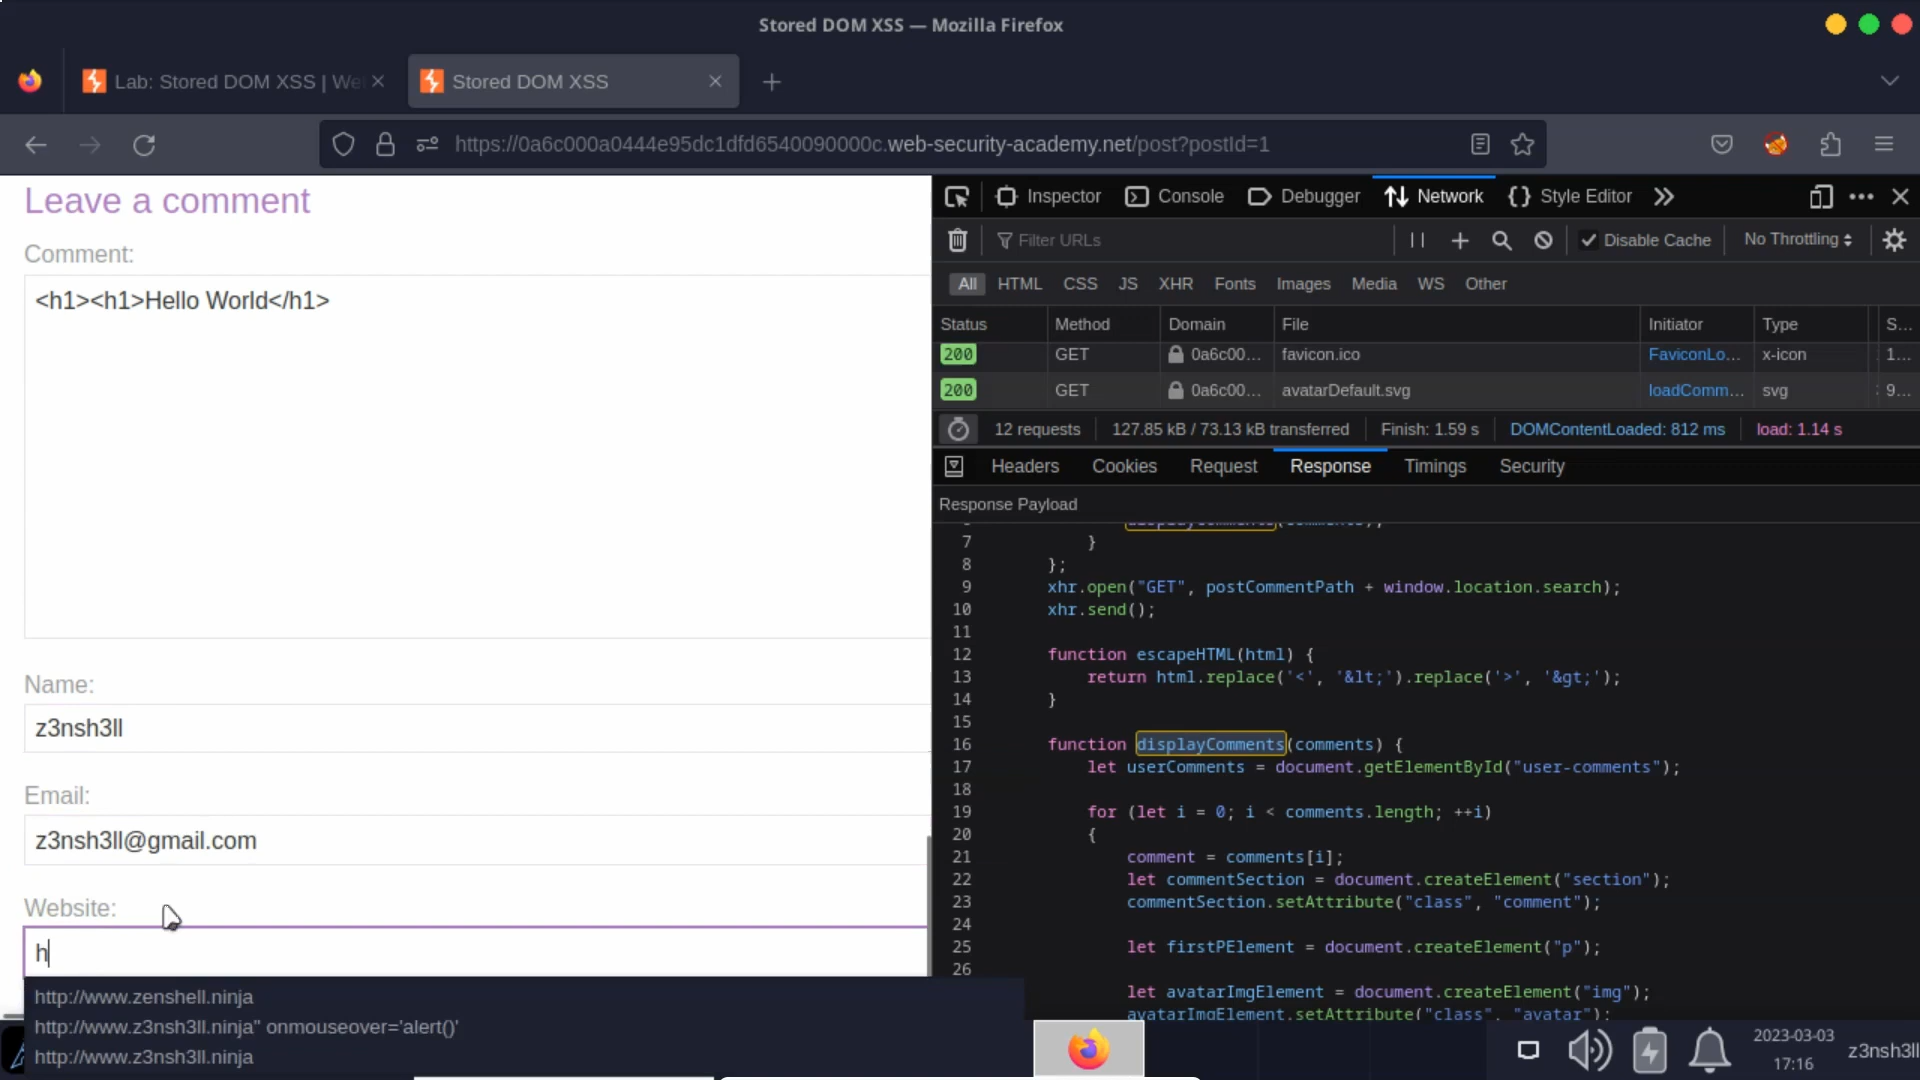 Stored DOM XSS — Mozilla Firefox
Lab: Stored DOM XSS | We
Stored DOM XSS
https://0a6c000a0444e95dc1dfd6540090000c.web-security-academy.net/post?postId=1
Leave a comment
Comment:
<h1><h1>Hello World</h1>
Name:
z3nsh3ll
Email:
z3nsh3ll@gmail.com
Website:
h
http://www.zenshell.ninja
http://www.z3nsh3ll.ninja" onmouseover='alert()'
http://www.z3nsh3ll.ninja
Inspector Console Debugger Network Style Editor
Filter URLs Disable Cache No Throttling
All HTML CSS JS XHR Fonts Images Media WS Other
Status Method Domain File Initiator Type S...
200 GET 0a6c00... favicon.ico FaviconLo... x-icon 1...
200 GET 0a6c00... avatarDefault.svg loadComm... svg 9...
12 requests 127.85 kB / 73.13 kB transferred Finish: 1.59 s DOMContentLoaded: 812 ms load: 1.14 s
Headers Cookies Request Response Timings Security
Response Payload
7 }
8 };
9 xhr.open("GET", postCommentPath + window.location.search);
10 xhr.send();
11
12 function escapeHTML(html) {
13 return html.replace('<', '&lt;').replace('>', '&gt;');
14 }
15
16 function displayComments(comments) {
17 let userComments = document.getElementById("user-comments");
18
19 for (let i = 0; i < comments.length; ++i)
20 {
21 comment = comments[i];
22 let commentSection = document.createElement("section");
23 commentSection.setAttribute("class", "comment");
24
25 let firstPElement = document.createElement("p");
26
let avatarImgElement = document.createElement("img");
avatarImgElement.setAttribute("class", "avatar");
2023-03-03
17:16
z3nsh3ll